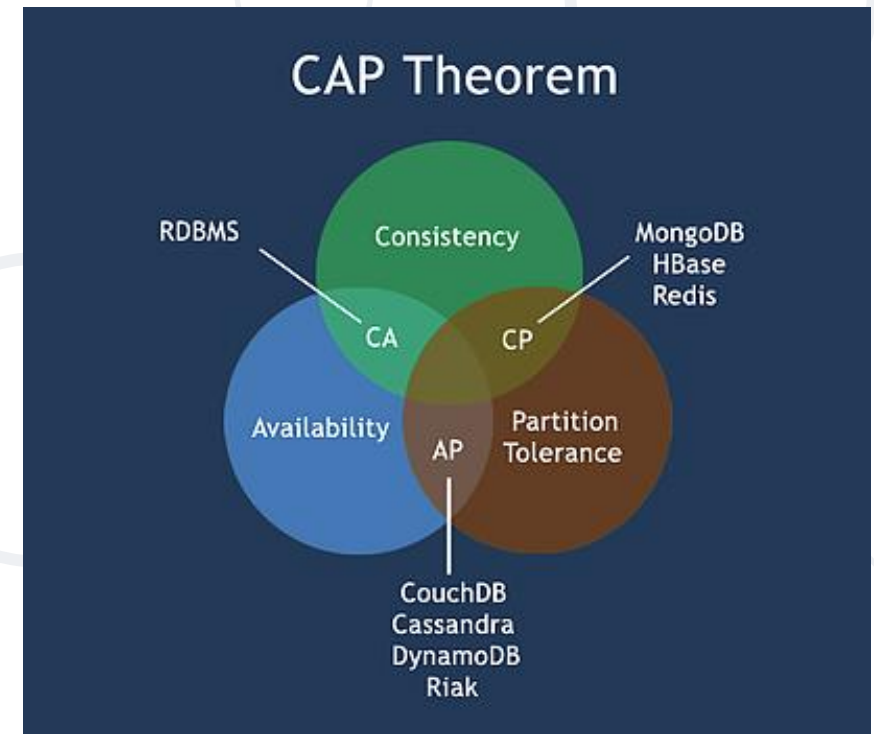 CAP Theorem
RDBMS
Consistency
MongoDB
HBase
Redis
CA
CP
Availability
Partition
Tolerance
AP
CouchDB
Cassandra
DynamoDB
Riak